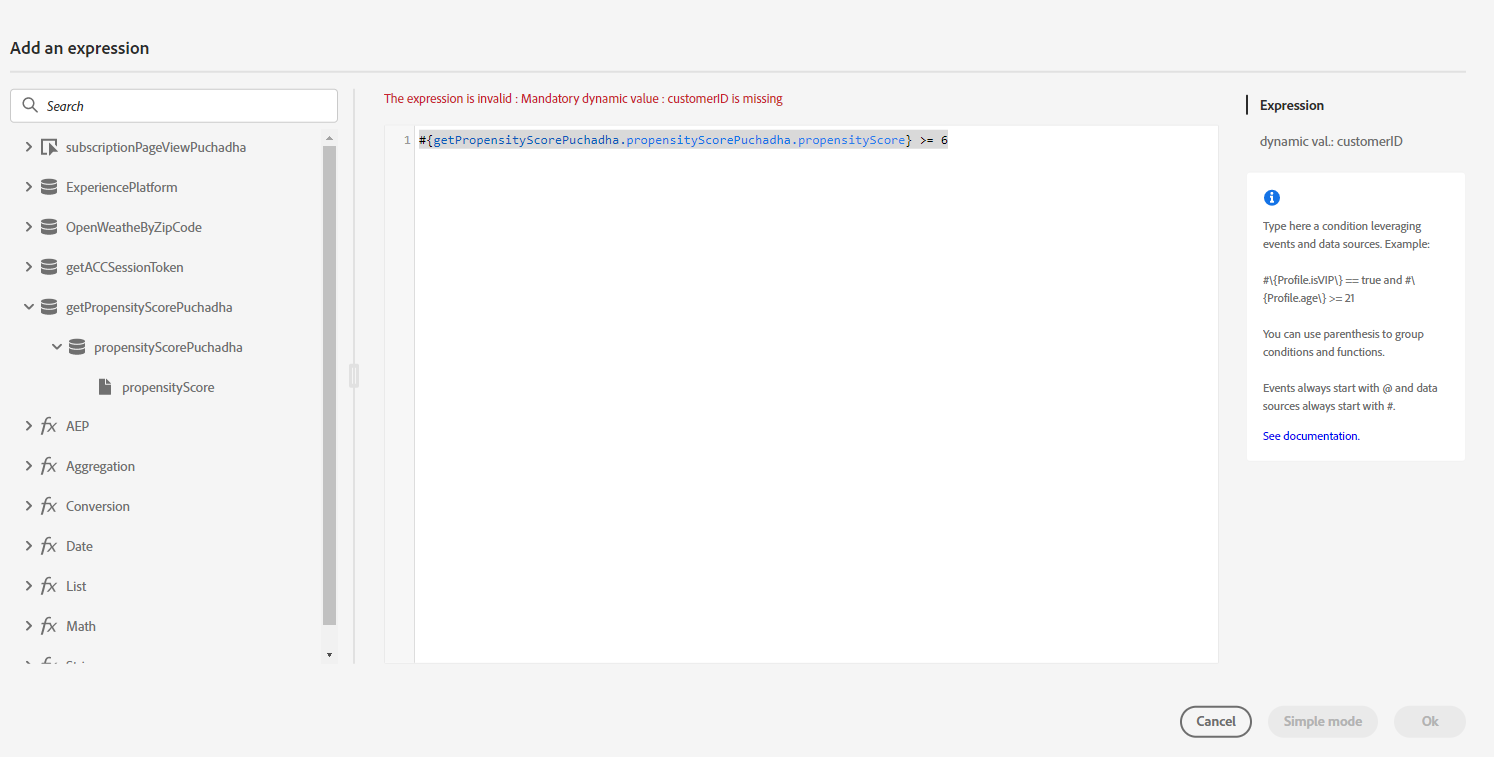 Add an expression
Search
subscriptionPageViewPuchadha
ExperiencePlatform
OpenWeatheByZipCode
getACCSessionToken
getPropensityScorePuchadha
propensityScorePuchadha
propensityScore
fx AEP
fx Aggregation
fx Conversion
fx Date
fx List
fx Math
The expression is invalid : Mandatory dynamic value : customerID is missing
1 #{getPropensityScorePuchadha.propensityScorePuchadha.propensityScore} >= 6
Expression
dynamic val.: customerID
Type here a condition leveraging
events and data sources. Example:
#\{Profile.isVIP\} == true and #\
{Profile.age\} >= 21
You can use parenthesis to group
conditions and functions.
Events always start with @ and data
sources always start with #.
See documentation.
Cancel
Simple mode
Ok